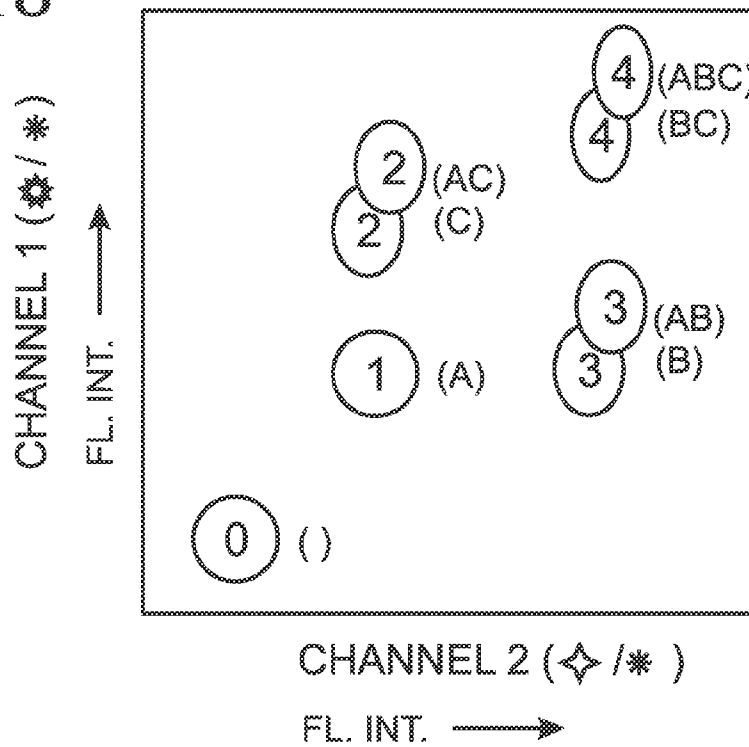 4 (ABC)
4 (BC)
2 (AC)
2 (C)
3 (AB)
3 (B)
1 (A)
0 ( )
CHANNEL 1 (✡/*)
FL. INT.
CHANNEL 2 (✧/*)
FL. INT.